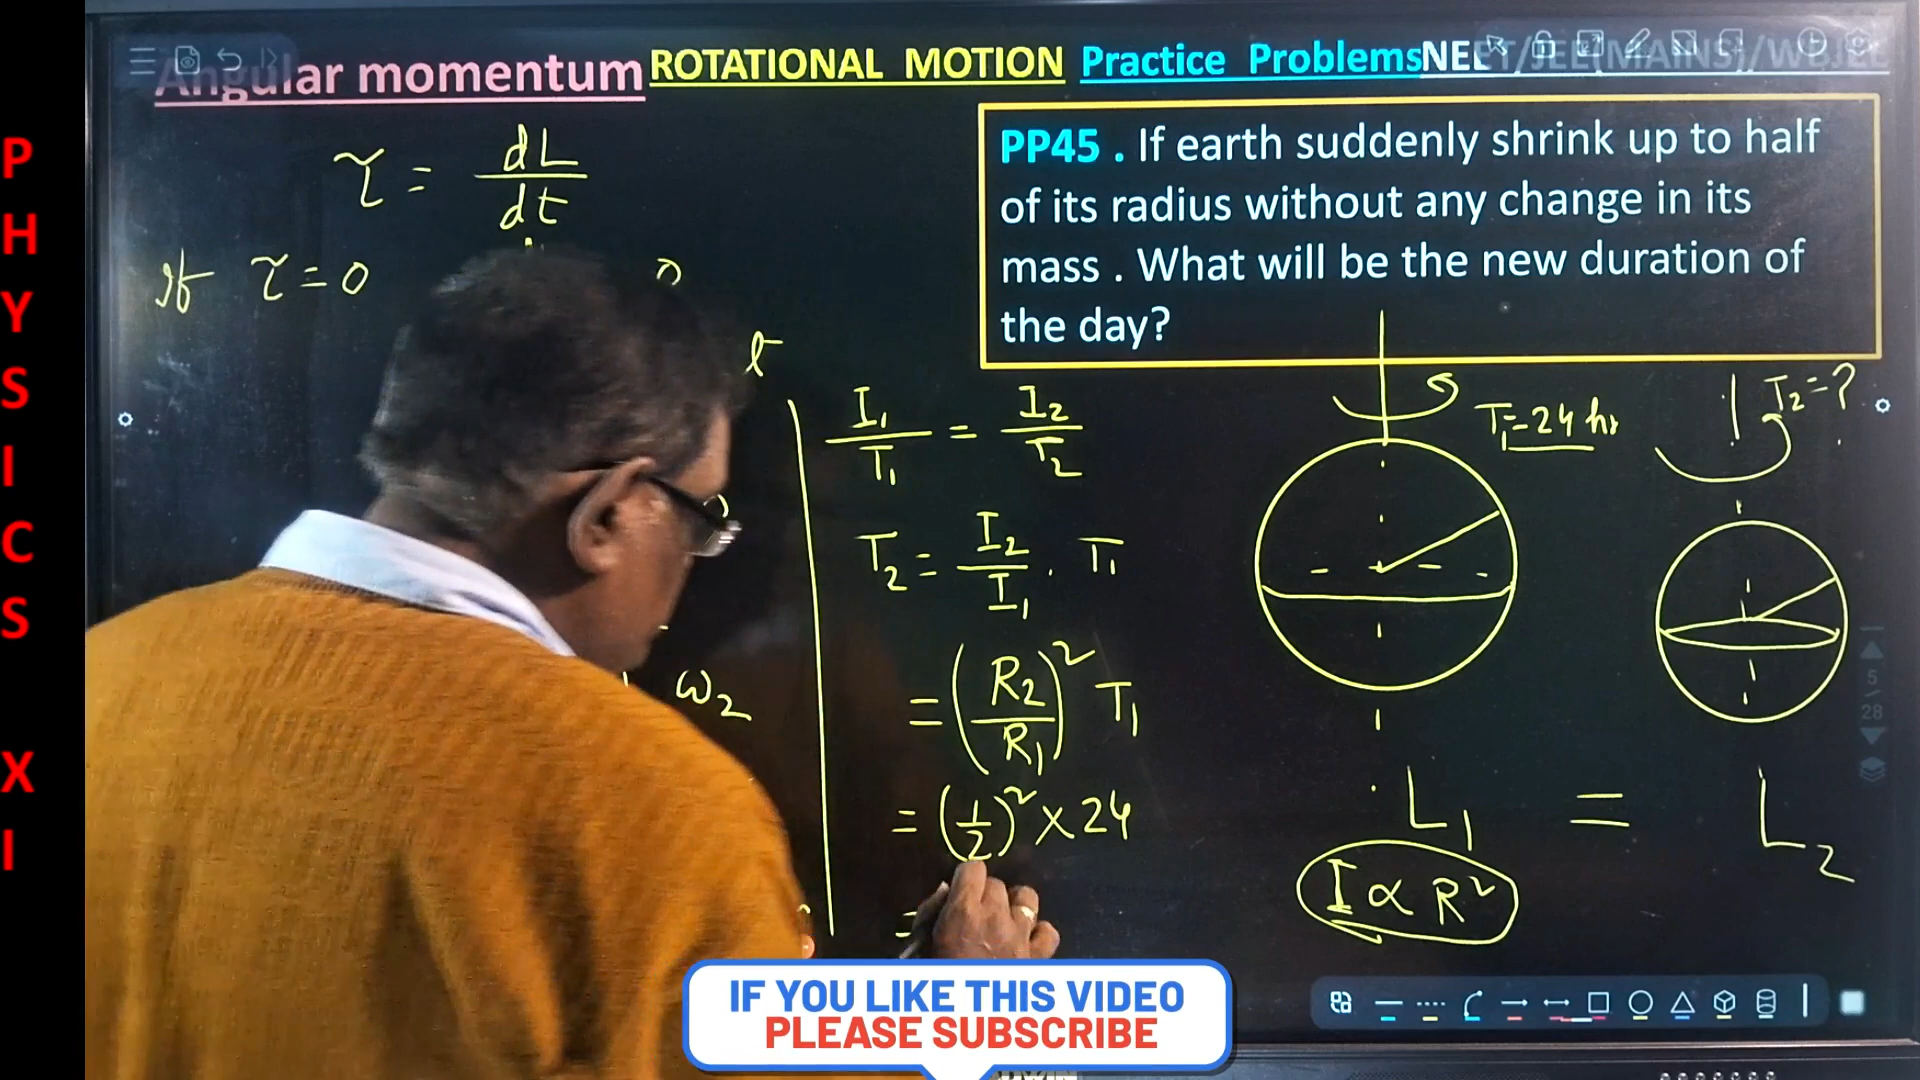 Angular momentum ROTATIONAL MOTION Practice Problems NEET/JEE(MAINS)/WBJEE
PHYSICS XI
PP45 . If earth suddenly shrink up to half
of its radius without any change in its
mass . What will be the new duration of
the day?
τ = dL/dt
If τ = 0
ω₂
I₁/T₁ = I₂/T₂
T₂ = I₂/I₁ . T₁
= (R₂/R₁)² T₁
= (1/2)² × 24
=
T₁ = 24 hr
T₂ = ?
L₁ = L₂
I ∝ R²
5/28
IF YOU LIKE THIS VIDEO
PLEASE SUBSCRIBE